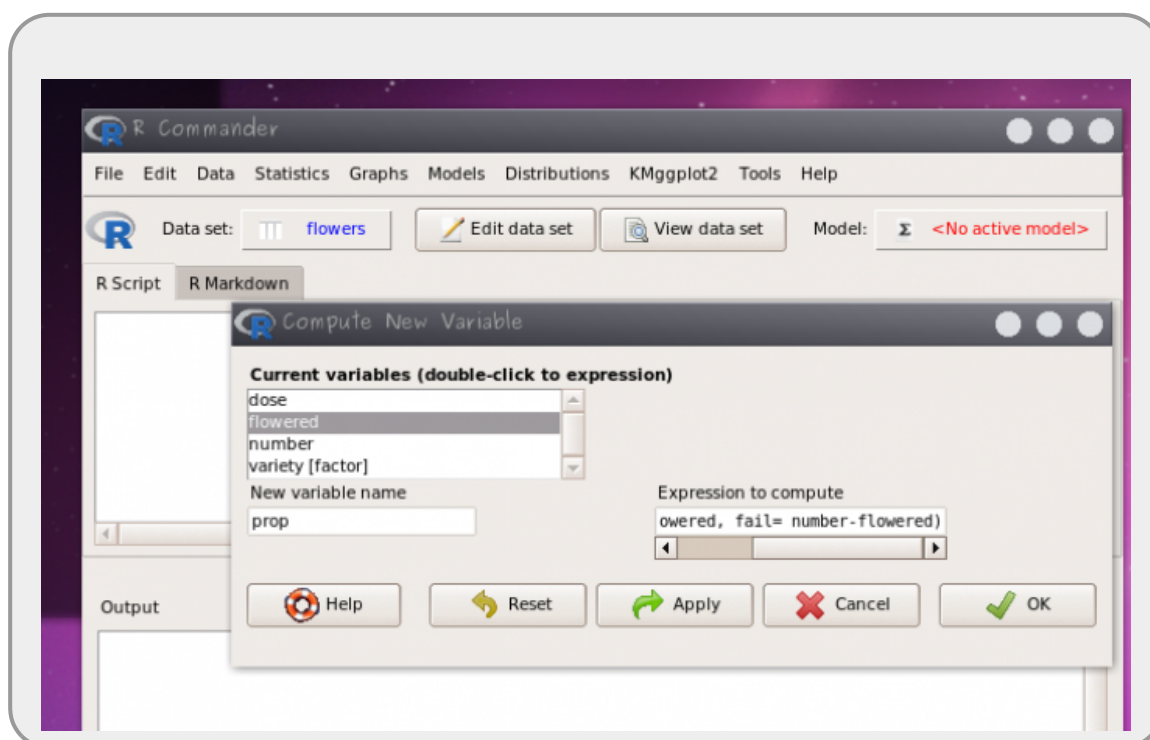 R Commander
File Edit Data Statistics Graphs Models Distributions KMggplot2 Tools Help
R Data set: flowers Edit data set View data set Model: Σ <No active model>
R Script R Markdown
R Compute New Variable
Current variables (double-click to expression)
dose
flowered
number
variety [factor]
New variable name Expression to compute
prop owered, fail= number-flowered)
Help Reset Apply Cancel OK
Output